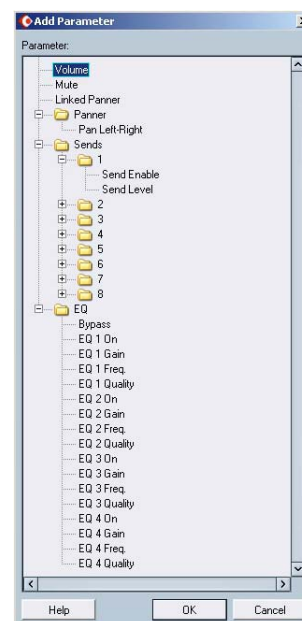 Add Parameter
Parameter:
Volume
Mute
Linked Panner
Panner
Pan Left-Right
Sends
1
Send Enable
Send Level
2
3
4
5
6
7
8
EQ
Bypass
EQ 1 On
EQ 1 Gain
EQ 1 Freq.
EQ 1 Quality
EQ 2 On
EQ 2 Gain
EQ 2 Freq.
EQ 2 Quality
EQ 3 On
EQ 3 Gain
EQ 3 Freq.
EQ 3 Quality
EQ 4 On
EQ 4 Gain
EQ 4 Freq.
EQ 4 Quality
Help OK Cancel